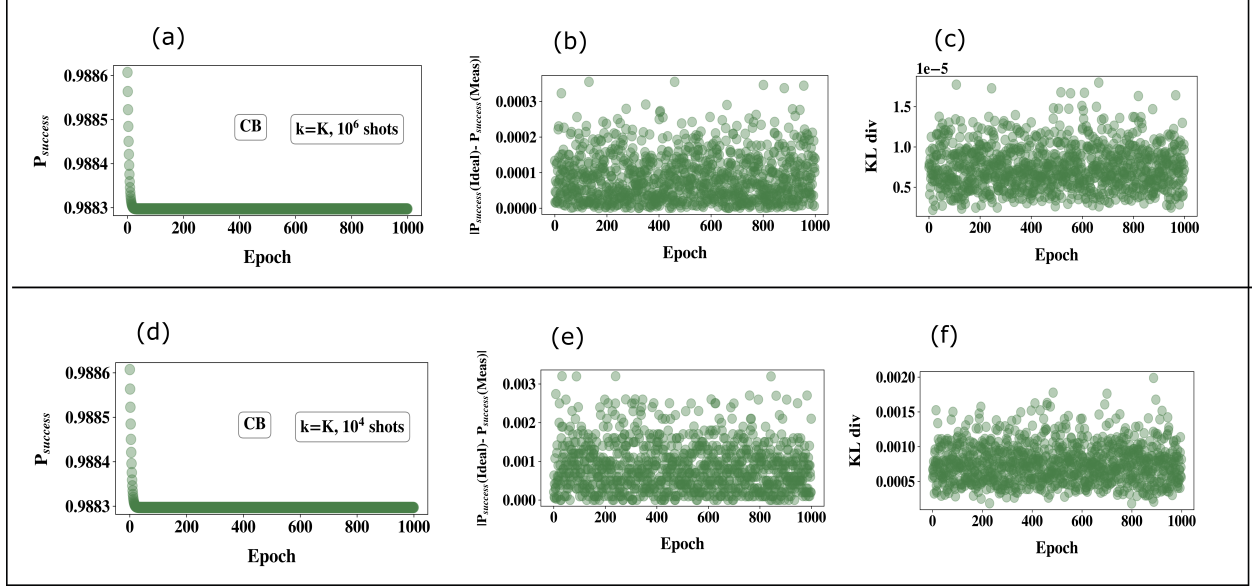 (a)
0.9886
0.9885
0.9884
0.9883
P_success
CB
k=K, 10⁶ shots
0 200 400 600 800 1000
Epoch
(b)
|P_success(Ideal)- P_success(Meas)|
0.0003
0.0002
0.0001
0.0000
0 200 400 600 800 1000
Epoch
(c)
1e−5
KL div
1.5
1.0
0.5
0 200 400 600 800 1000
Epoch
(d)
0.9886
0.9885
0.9884
0.9883
P_success
CB
k=K, 10⁴ shots
0 200 400 600 800 1000
Epoch
(e)
|P_success(Ideal)- P_success(Meas)|
0.003
0.002
0.001
0.000
0 200 400 600 800 1000
Epoch
(f)
KL div
0.0020
0.0015
0.0010
0.0005
0 200 400 600 800 1000
Epoch